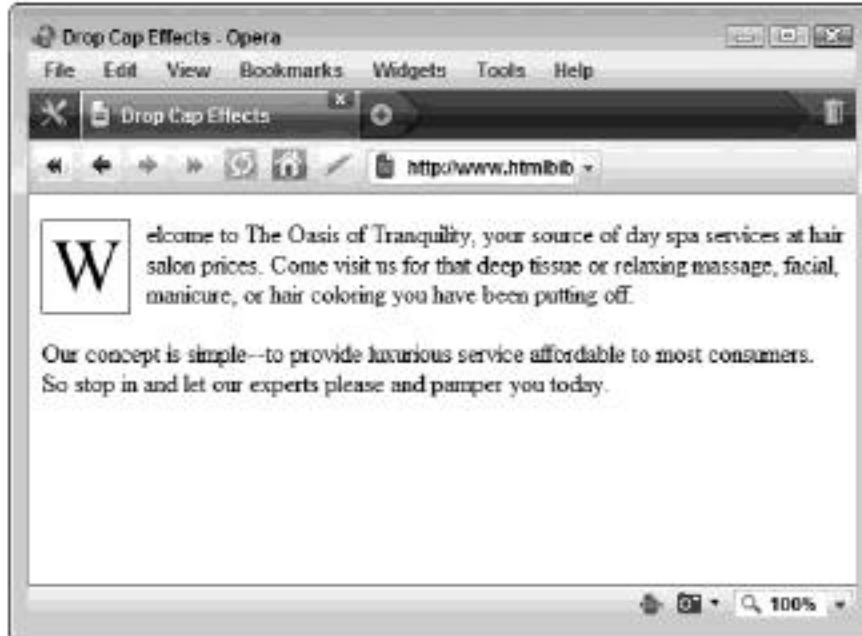 Drop Cap Effects - Opera
File Edit View Bookmarks Widgets Tools Help
Drop Cap Effects
http://www.htmlbib
Welcome to The Oasis of Tranquility, your source of day spa services at hair
salon prices. Come visit us for that deep tissue or relaxing massage, facial,
manicure, or hair coloring you have been putting off.
Our concept is simple--to provide luxurious service affordable to most consumers.
So stop in and let our experts please and pamper you today.
100%